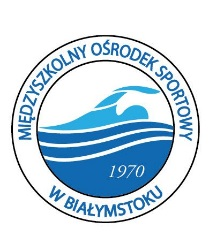 MIĘDZYSZKOLNY OŚRODEK SPORTOWY
1970
W BIAŁYMSTOKU